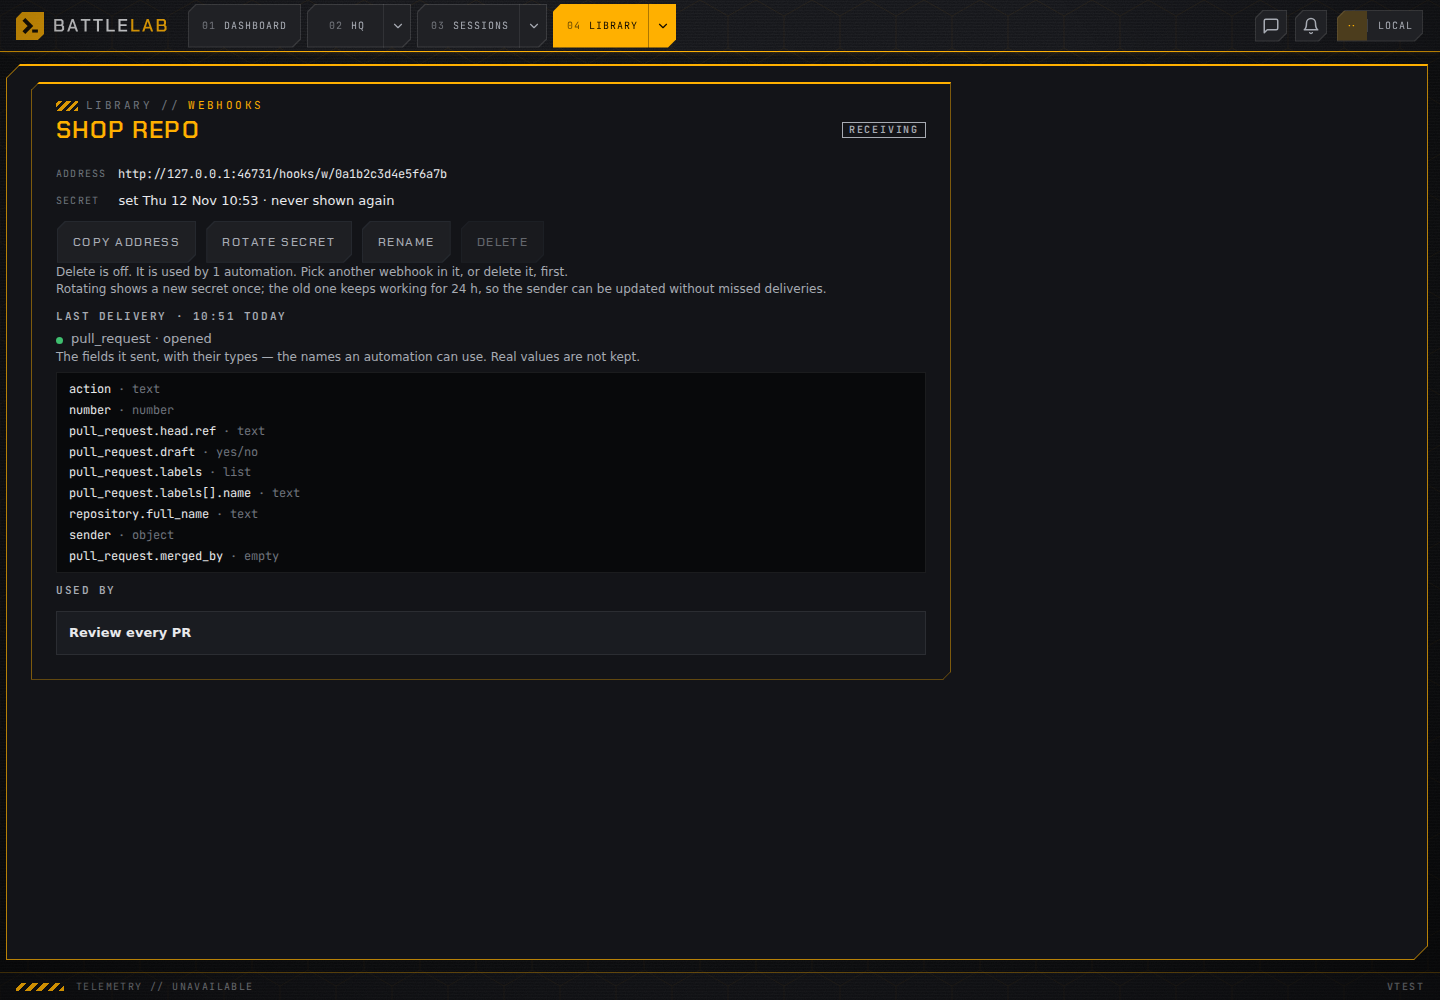 BATTLELAB
01 DASHBOARD
02 HQ
03 SESSIONS
04 LIBRARY
LOCAL
LIBRARY // WEBHOOKS
SHOP REPO
RECEIVING
ADDRESS http://127.0.0.1:46731/hooks/w/0a1b2c3d4e5f6a7b
SECRET set Thu 12 Nov 10:53 · never shown again
COPY ADDRESS
ROTATE SECRET
RENAME
DELETE
Delete is off. It is used by 1 automation. Pick another webhook in it, or delete it, first.
Rotating shows a new secret once; the old one keeps working for 24 h, so the sender can be updated without missed deliveries.
LAST DELIVERY · 10:51 TODAY
pull_request · opened
The fields it sent, with their types — the names an automation can use. Real values are not kept.
action · text
number · number
pull_request.head.ref · text
pull_request.draft · yes/no
pull_request.labels · list
pull_request.labels[].name · text
repository.full_name · text
sender · object
pull_request.merged_by · empty
USED BY
Review every PR
TELEMETRY // UNAVAILABLE
VTEST